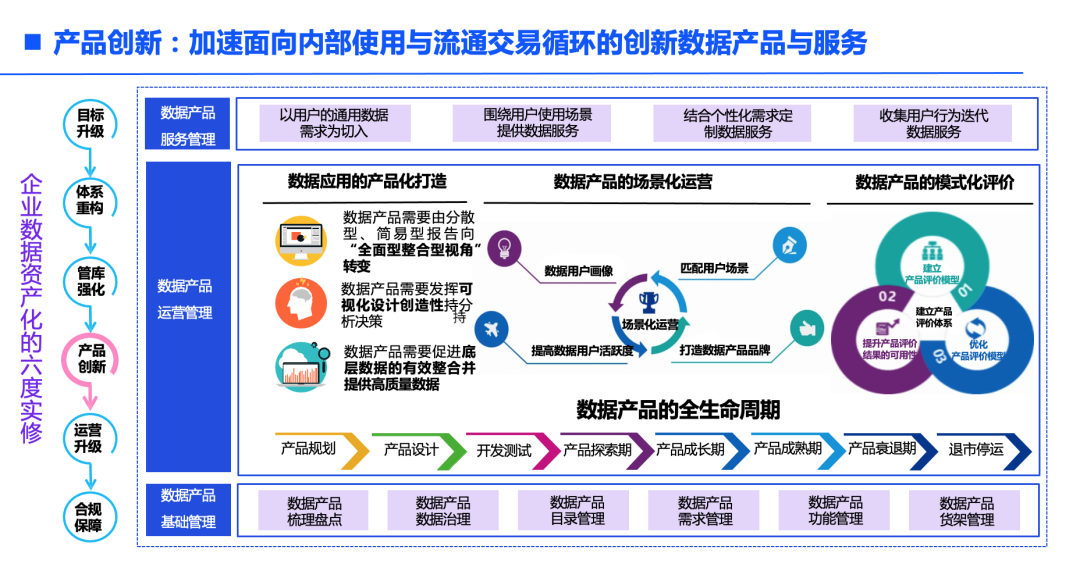 产品创新：加速面向内部使用与流通交易循环的创新数据产品与服务
企业数据资产化的六度实修
目标
升级
体系
重构
管库
强化
产品
创新
运营
升级
合规
保障
数据产品
服务管理
以用户的通用数据
需求为切入
围绕用户使用场景
提供数据服务
结合个性化需求定
制数据服务
收集用户行为迭代
数据服务
数据产品
运营管理
数据应用的产品化打造
数据产品需要由分散
型、简易型报告向
“全面型整合型视角”
转变
数据产品需要发挥可
视化设计创造性持分
析决策
持
数据产品需要促进底
层数据的有效整合并
提供高质量数据
数据产品的场景化运营
数据用户画像
匹配用户场景
场景化运营
提高数据用户活跃度
打造数据产品品牌
数据产品的模式化评价
建立
产品评价模型
01
02
建立产品
评价体系
提升产品评价
结果的可用性
03
优化
产品评价模型
数据产品的全生命周期
产品规划
产品设计
开发测试
产品探索期
产品成长期
产品成熟期
产品衰退期
退市停运
数据产品
基础管理
数据产品
梳理盘点
数据产品
数据治理
数据产品
目录管理
数据产品
需求管理
数据产品
功能管理
数据产品
货架管理